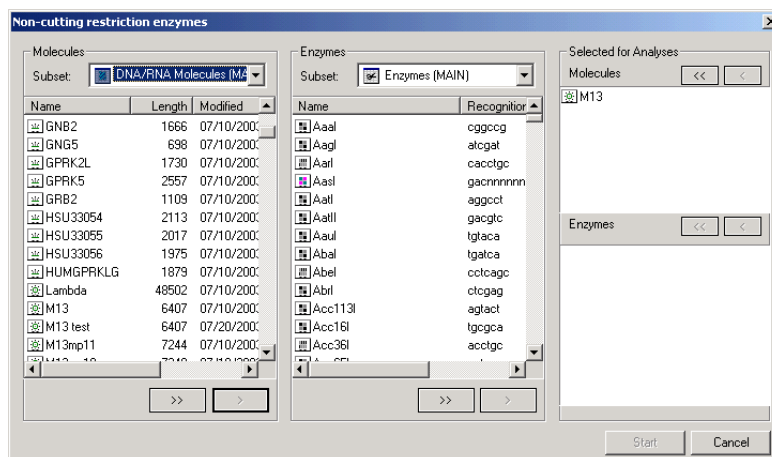 Non-cutting restriction enzymes
Molecules
Subset: DNA/RNA Molecules (MA
Name Length Modified
GNB2 1666 07/10/2003
GNG5 698 07/10/2003
GPRK2L 1730 07/10/2003
GPRK5 2557 07/10/2003
GRB2 1109 07/10/2003
HSU33054 2113 07/10/2003
HSU33055 2017 07/10/2003
HSU33056 1975 07/10/2003
HUMGPRKLG 1879 07/10/2003
Lambda 48502 07/10/2003
M13 6407 07/10/2003
M13 test 6407 07/20/2003
M13mp11 7244 07/10/2003
>> >
Enzymes
Subset: Enzymes (MAIN)
Name Recognition
AaaI cggccg
AagI atcgat
AarI cacctgc
AasI gacnnnnnn
AatI aggcct
AatII gacgtc
AauI tgtaca
AbaI tgatca
AbeI cctcagc
AbrI ctcgag
Acc113I agtact
Acc16I tgcgca
Acc36I acctgc
>> >
Selected for Analyses
Molecules << <
M13
Enzymes << <
Start Cancel